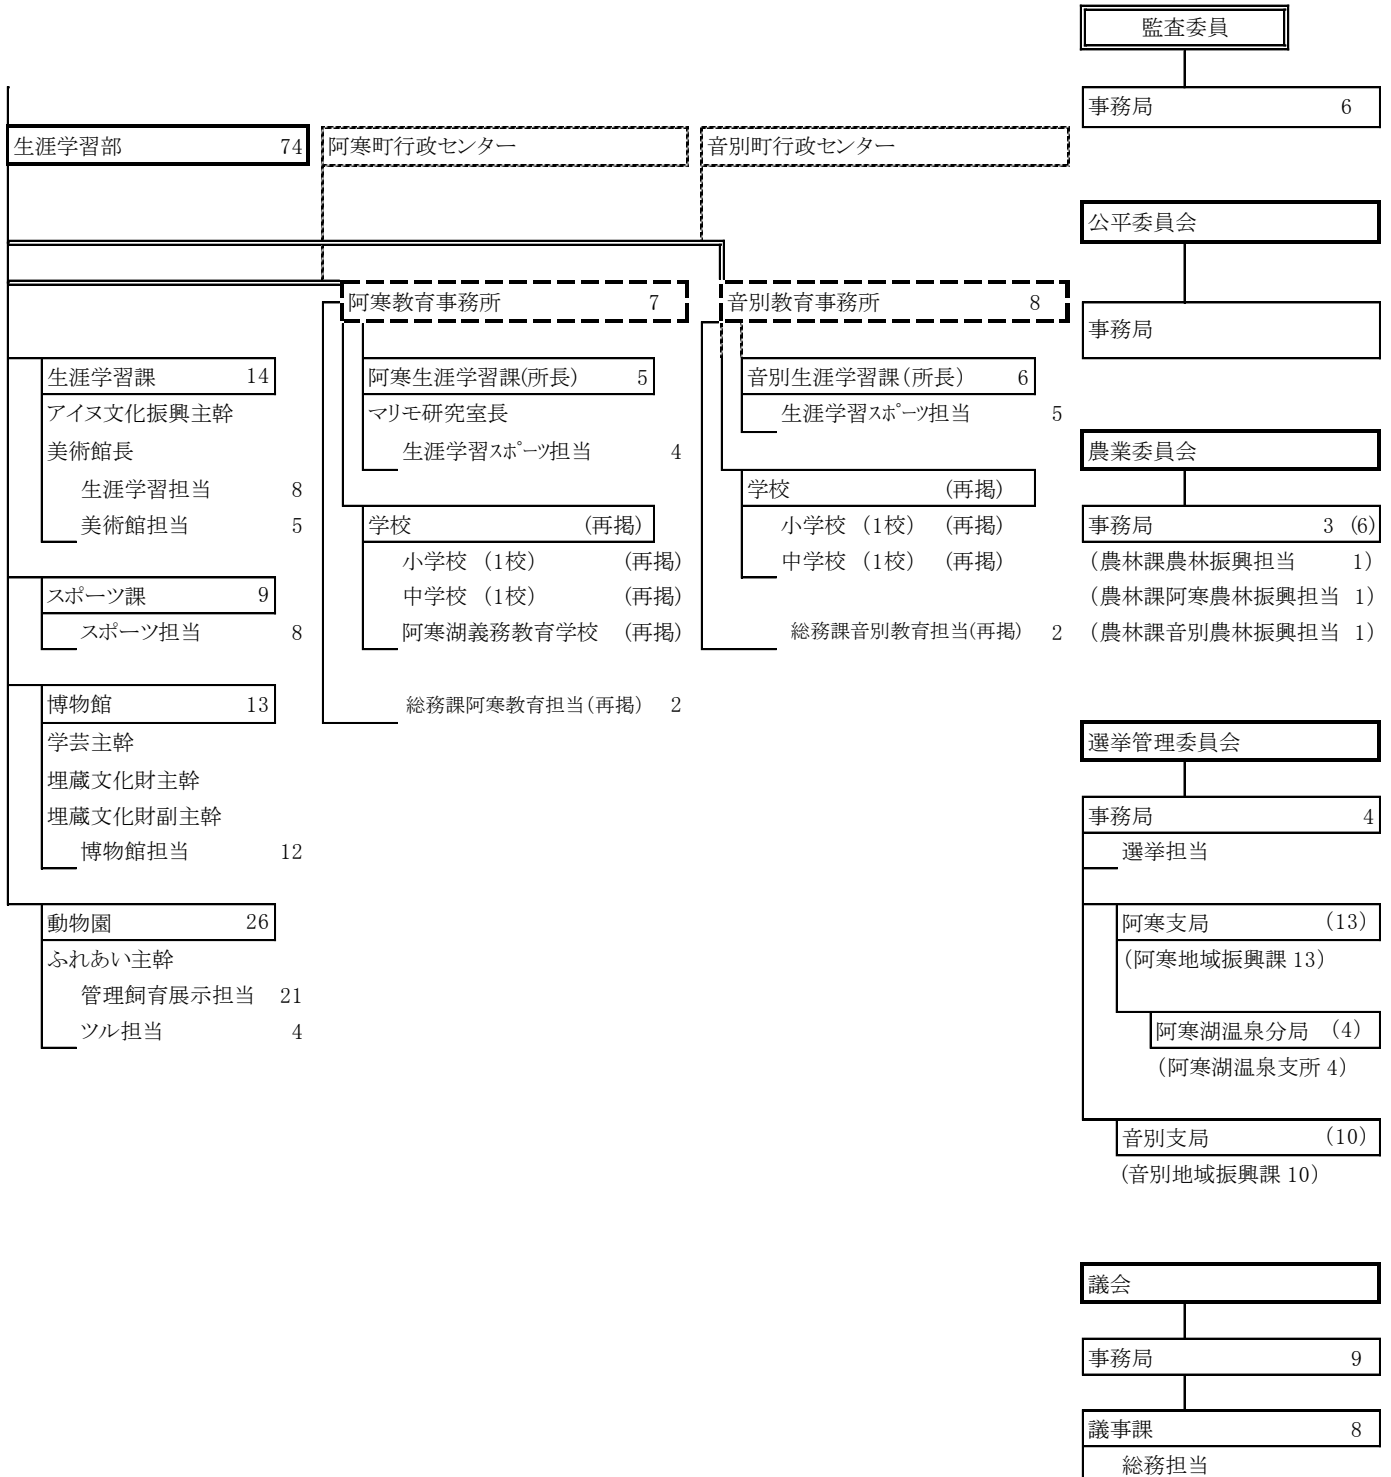 監査委員
事務局 6
生涯学習部 74
阿寒町行政センター
音別町行政センター
公平委員会
事務局
阿寒教育事務所 7
音別教育事務所 8
生涯学習課 14
アイヌ文化振興主幹
美術館長
生涯学習担当 8
美術館担当 5
スポーツ課 9
スポーツ担当 8
博物館 13
学芸主幹
埋蔵文化財主幹
埋蔵文化財副主幹
博物館担当 12
動物園 26
ふれあい主幹
管理飼育展示担当 21
ツル担当 4
阿寒生涯学習課(所長) 5
マリモ研究室長
生涯学習スポーツ担当 4
学校 (再掲)
小学校 (1校) (再掲)
中学校 (1校) (再掲)
阿寒湖義務教育学校 (再掲)
総務課阿寒教育担当(再掲) 2
音別生涯学習課(所長) 6
生涯学習スポーツ担当 5
学校 (再掲)
小学校 (1校) (再掲)
中学校 (1校) (再掲)
総務課音別教育担当(再掲) 2
農業委員会
事務局 3 (6)
(農林課農林振興担当 1)
(農林課阿寒農林振興担当 1)
(農林課音別農林振興担当 1)
選挙管理委員会
事務局 4
選挙担当
阿寒支局 (13)
(阿寒地域振興課 13)
阿寒湖温泉分局 (4)
(阿寒湖温泉支所 4)
音別支局 (10)
(音別地域振興課 10)
議会
事務局 9
議事課 8
総務担当